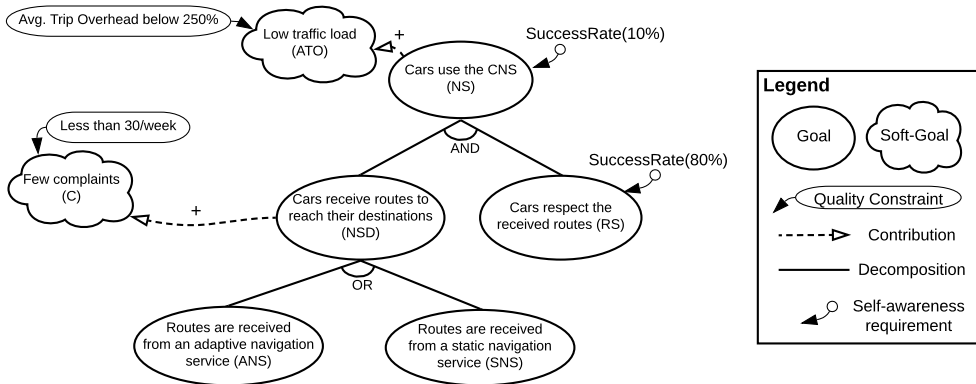 Avg. Trip Overhead below 250%
Low traffic load
(ATO)
+
SuccessRate(10%)
Cars use the CNS
(NS)
Less than 30/week
AND
SuccessRate(80%)
Few complaints
(C)
+
Cars receive routes to
reach their destinations
(NSD)
Cars respect the
received routes (RS)
OR
Routes are received
from an adaptive navigation
service (ANS)
Routes are received
from a static navigation
service (SNS)
Legend
Goal
Soft-Goal
Quality Constraint
Contribution
Decomposition
Self-awareness
requirement